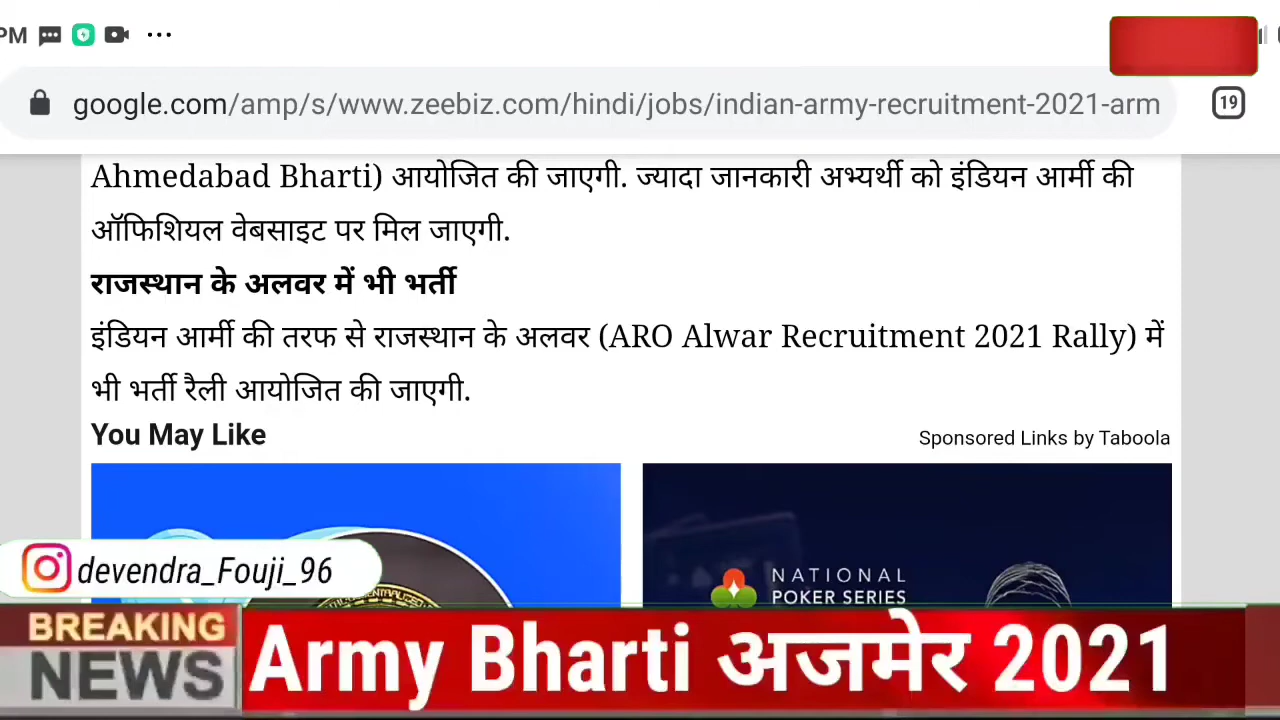 PM
google.com/amp/s/www.zeebiz.com/hindi/jobs/indian-army-recruitment-2021-arm
19
Ahmedabad Bharti) आयोजित की जाएगी. ज्यादा जानकारी अभ्यर्थी को इंडियन आर्मी की
ऑफिशियल वेबसाइट पर मिल जाएगी.
राजस्थान के अलवर में भी भर्ती
इंडियन आर्मी की तरफ से राजस्थान के अलवर (ARO Alwar Recruitment 2021 Rally) में
भी भर्ती रैली आयोजित की जाएगी.
You May Like
Sponsored Links by Taboola
devendra_Fouji_96
NATIONAL
POKER SERIES
BREAKING
NEWS
Army Bharti अजमेर 2021